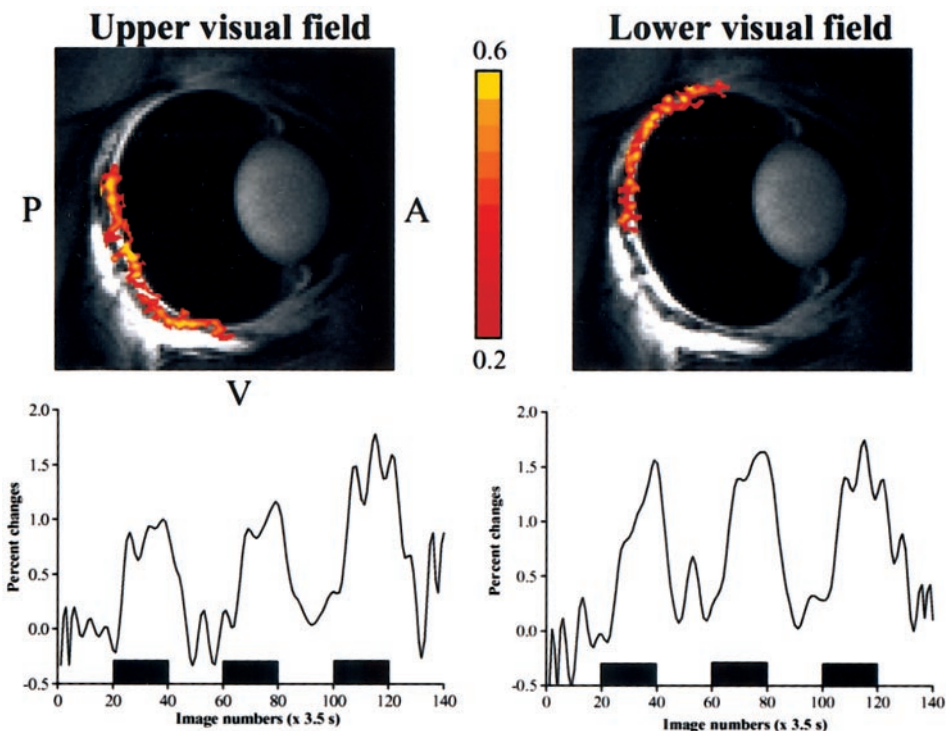 Upper visual field
Lower visual field
0.6
P
A
0.2
V
2.0
1.5
1.0
0.5
0.0
-0.5
Percent changes
0 20 40 60 80 100 120 140
Image numbers (x 3.5 s)
2.0
1.5
1.0
0.5
0.0
-0.5
Percent changes
0 20 40 60 80 100 120 140
Image numbers (x 3.5 s)